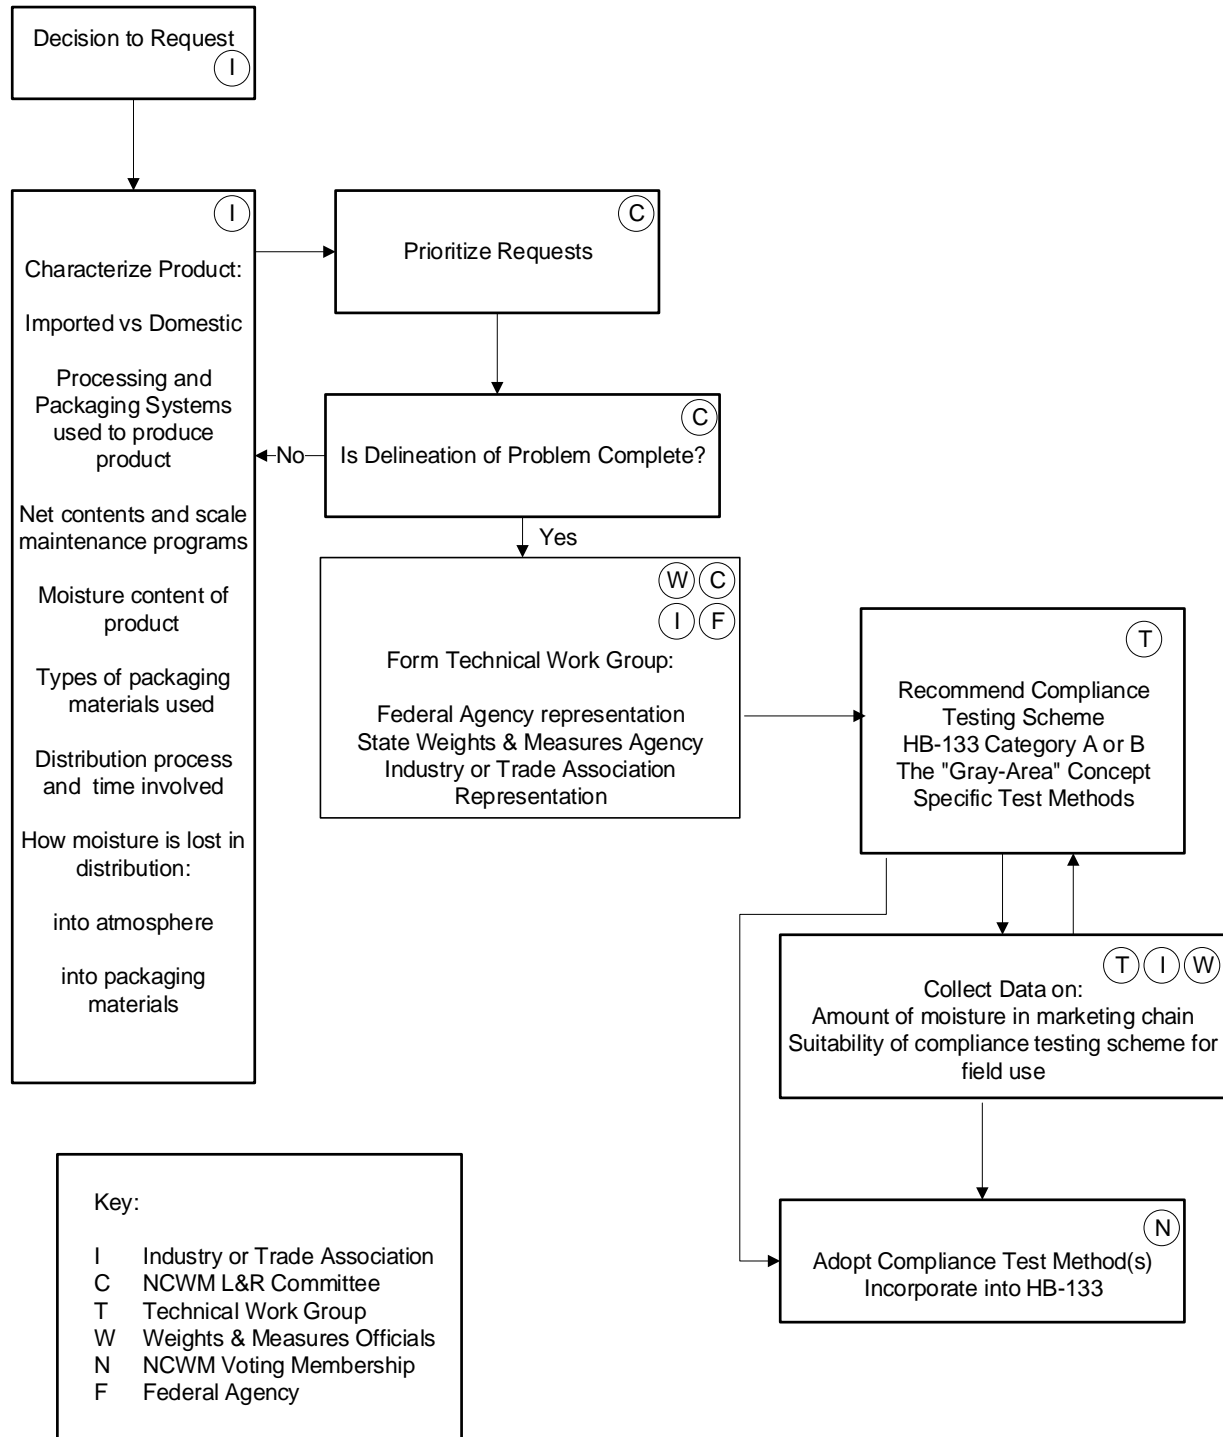 Decision to Request
I
I
Characterize Product:
Imported vs Domestic
Processing and
Packaging Systems
used to produce
product
Net contents and scale
maintenance programs
Moisture content of
product
Types of packaging
materials used
Distribution process
and time involved
How moisture is lost in
distribution:
into atmosphere
into packaging
materials
C
Prioritize Requests
C
Is Delineation of Problem Complete?
No
Yes
W C
I F
Form Technical Work Group:
Federal Agency representation
State Weights & Measures Agency
Industry or Trade Association
Representation
T
Recommend Compliance
Testing Scheme
HB-133 Category A or B
The "Gray-Area" Concept
Specific Test Methods
T I W
Collect Data on:
Amount of moisture in marketing chain
Suitability of compliance testing scheme for
field use
N
Adopt Compliance Test Method(s)
Incorporate into HB-133
Key:
I Industry or Trade Association
C NCWM L&R Committee
T Technical Work Group
W Weights & Measures Officials
N NCWM Voting Membership
F Federal Agency